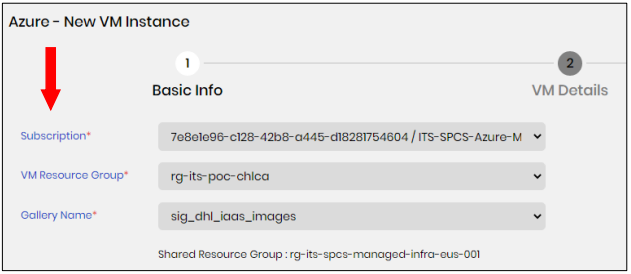 Azure - New VM Instance
1
2
Basic Info
VM Details
Subscription*
7e8e1e96-c128-42b8-a445-d18281754604 / ITS-SPCS-Azure-M
VM Resource Group*
rg-its-poc-chlca
Gallery Name*
sig_dhl_iaas_images
Shared Resource Group : rg-its-spcs-managed-infra-eus-001